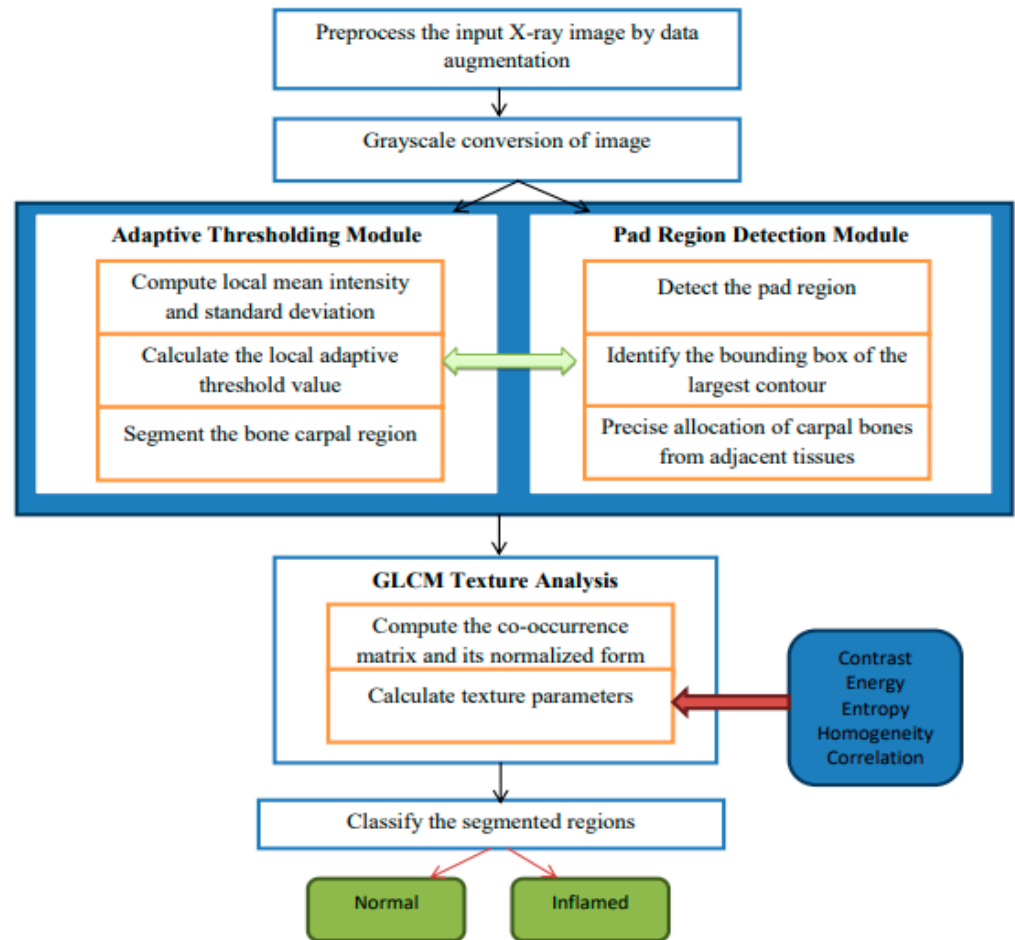 Preprocess the input X-ray image by data
augmentation
Grayscale conversion of image
Adaptive Thresholding Module
Compute local mean intensity
and standard deviation
Calculate the local adaptive
threshold value
Segment the bone carpal region
Pad Region Detection Module
Detect the pad region
Identify the bounding box of the
largest contour
Precise allocation of carpal bones
from adjacent tissues
GLCM Texture Analysis
Compute the co-occurrence
matrix and its normalized form
Calculate texture parameters
Contrast
Energy
Entropy
Homogeneity
Correlation
Classify the segmented regions
Normal
Inflamed